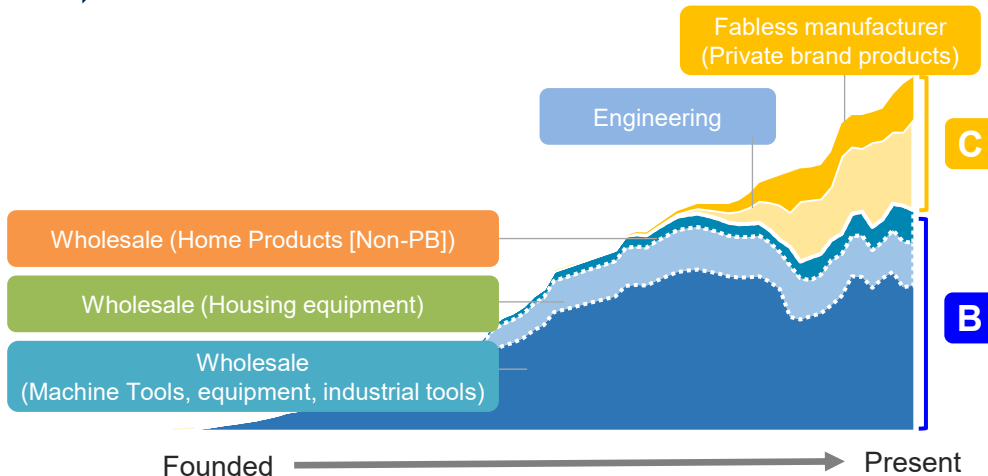 Fabless manufacturer
(Private brand products)
Engineering
C
Wholesale (Home Products [Non-PB])
Wholesale (Housing equipment)
B
Wholesale
(Machine Tools, equipment, industrial tools)
Founded
Present